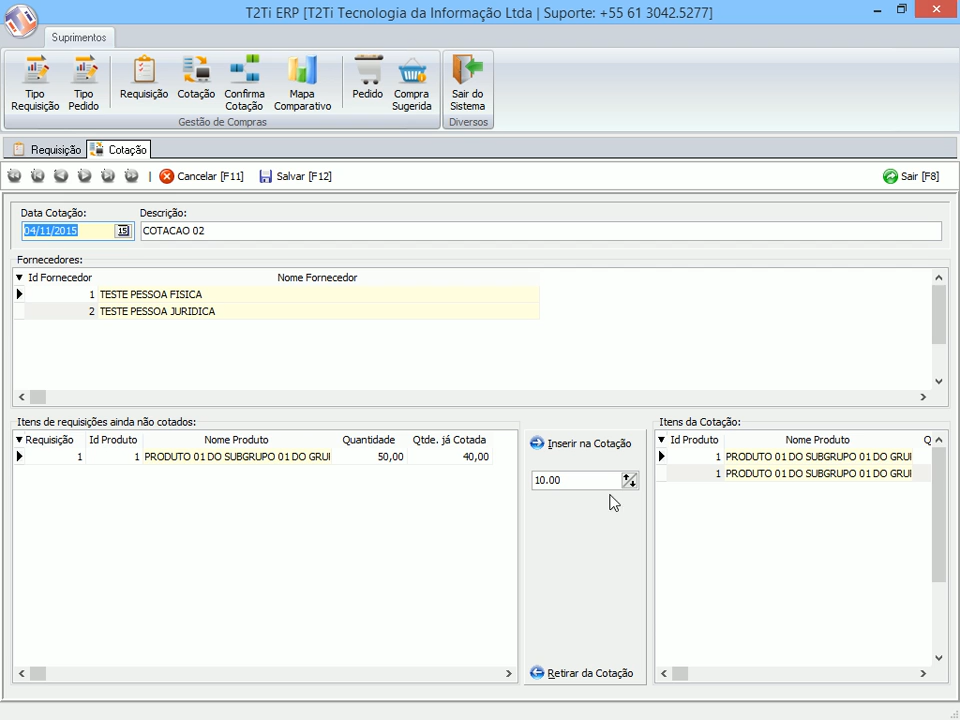 T2Ti ERP [T2Ti Tecnologia da Informação Ltda | Suporte: +55 61 3042.5277]
Suprimentos
Tipo Requisição
Tipo Pedido
Requisição
Cotação
Confirma Cotação
Mapa Comparativo
Pedido
Compra Sugerida
Sair do Sistema
Gestão de Compras
Diversos
Requisição
Cotação
Cancelar [F11]
Salvar [F12]
Sair [F8]
Data Cotação:
Descrição:
04/11/2015
15
COTACAO 02
Fornecedores:
Id Fornecedor
Nome Fornecedor
1 TESTE PESSOA FISICA
2 TESTE PESSOA JURIDICA
Itens de requisições ainda não cotados:
Requisição Id Produto Nome Produto Quantidade Qtde. já Cotada
1 1 PRODUTO 01 DO SUBGRUPO 01 DO GRU 50,00 40,00
Inserir na Cotação
10.00
Retirar da Cotação
Itens da Cotação:
Id Produto Nome Produto Q
1 PRODUTO 01 DO SUBGRUPO 01 DO GRU
1 PRODUTO 01 DO SUBGRUPO 01 DO GRU